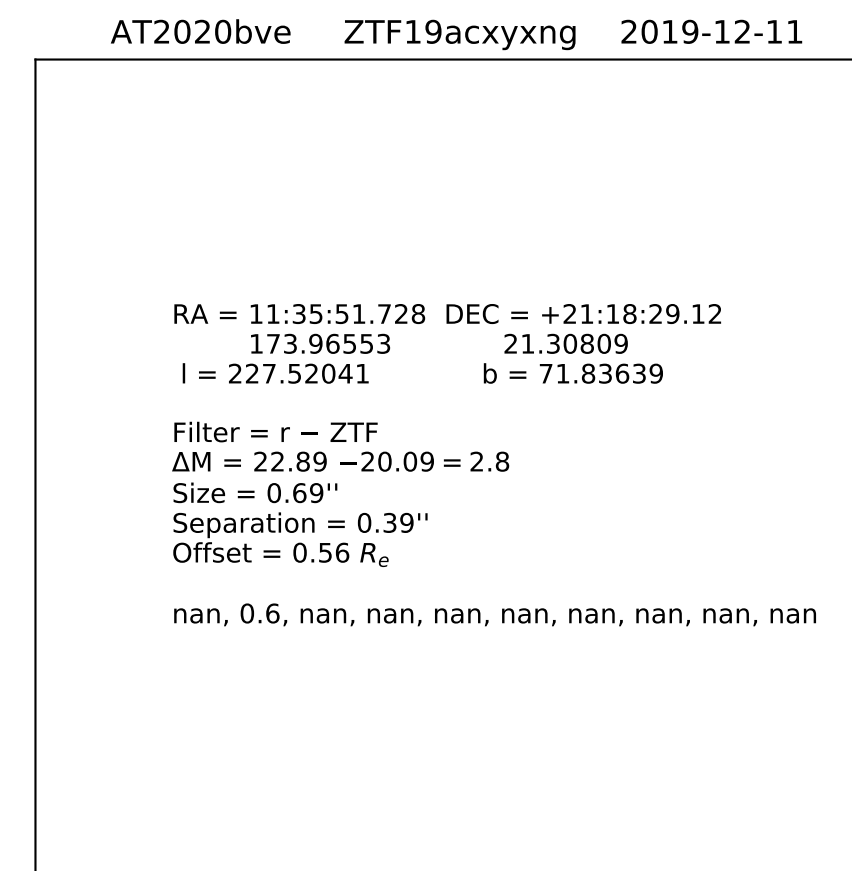 AT2020bve ZTF19acxyxng 2019-12-11
RA = 11:35:51.728 DEC = +21:18:29.12
173.96553 21.30809
l = 227.52041 b = 71.83639
Filter = r − ZTF
ΔM = 22.89 −20.09 = 2.8
Size = 0.69''
Separation = 0.39''
Offset = 0.56 Rₑ
nan, 0.6, nan, nan, nan, nan, nan, nan, nan, nan